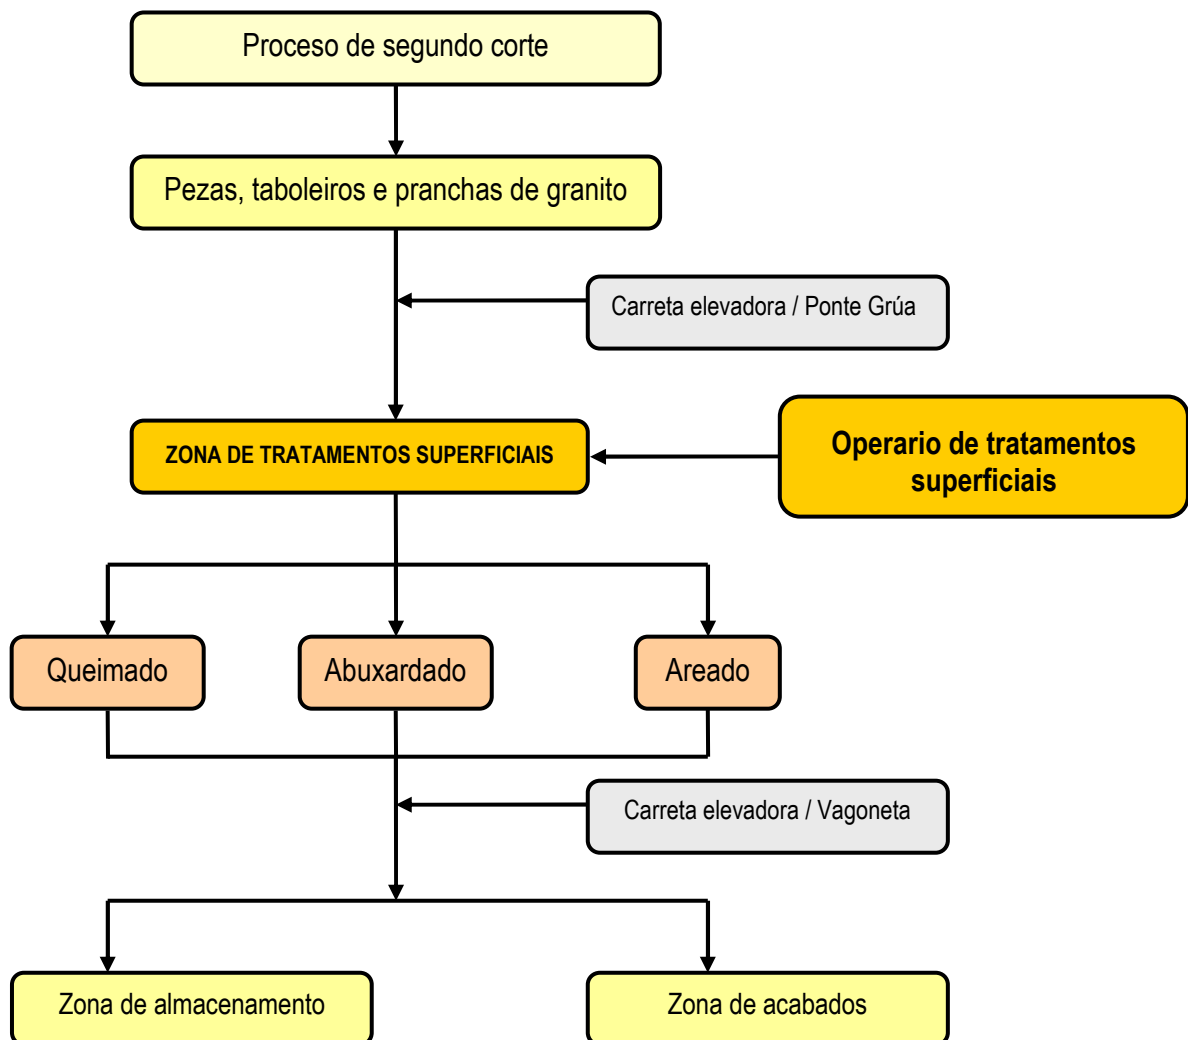 Proceso de segundo corte
Pezas, taboleiros e pranchas de granito
Carreta elevadora / Ponte Grúa
ZONA DE TRATAMENTOS SUPERFICIAIS
Operario de tratamentos
superficiais
Queimado
Abuxardado
Areado
Carreta elevadora / Vagoneta
Zona de almacenamento
Zona de acabados